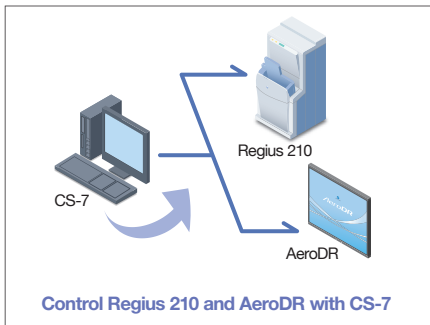 Regius 210
CS-7
AeroDR
AeroDR
Control Regius 210 and AeroDR with CS-7